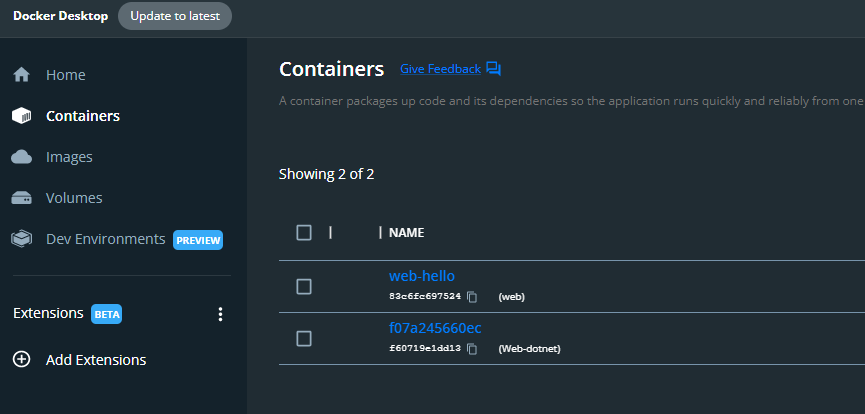 Docker Desktop Update to latest
Home
Containers
Images
Volumes
Dev Environments PREVIEW
Extensions BETA
Add Extensions
Containers Give Feedback
A container packages up code and its dependencies so the application runs quickly and reliably from one
Showing 2 of 2
NAME
web-hello
83c6fc697524 (web)
f07a245660ec
f60719e1dd13 (Web-dotnet)